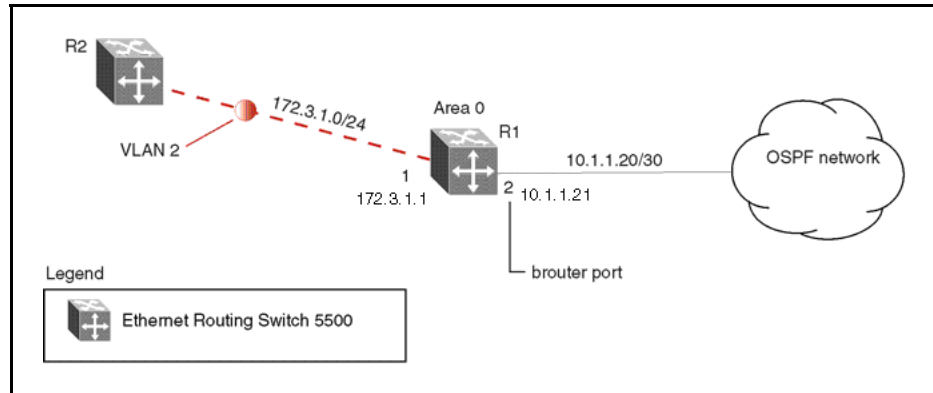 R2
172.3.1.0/24
VLAN 2
Area 0
R1
1
172.3.1.1
2
10.1.1.21
10.1.1.20/30
OSPF network
brouter port
Legend
Ethernet Routing Switch 5500